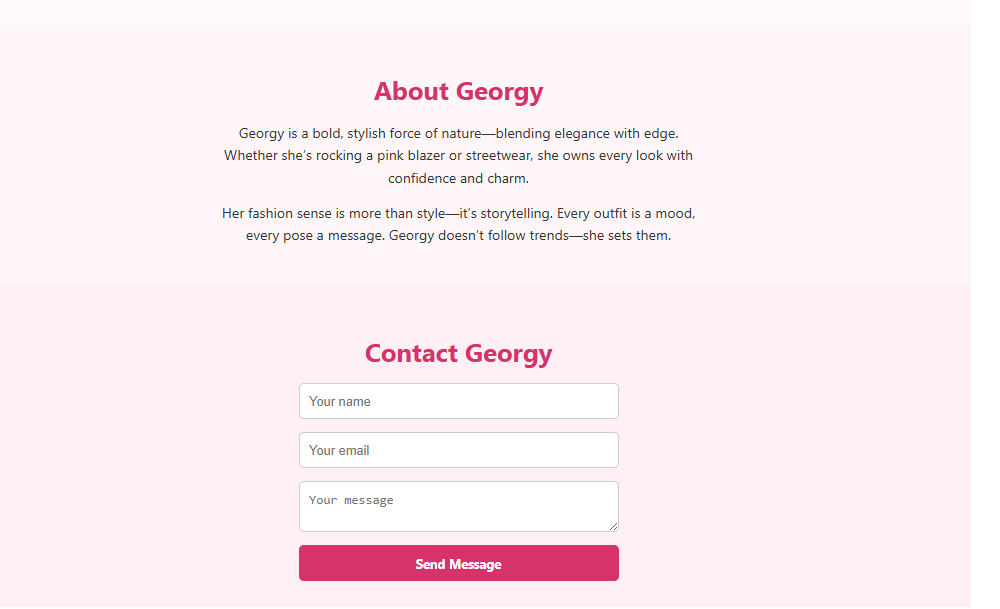 About Georgy
Georgy is a bold, stylish force of nature—blending elegance with edge.
Whether she’s rocking a pink blazer or streetwear, she owns every look with
confidence and charm.
Her fashion sense is more than style—it’s storytelling. Every outfit is a mood,
every pose a message. Georgy doesn’t follow trends—she sets them.
Contact Georgy
Your name
Your email
Your message
Send Message